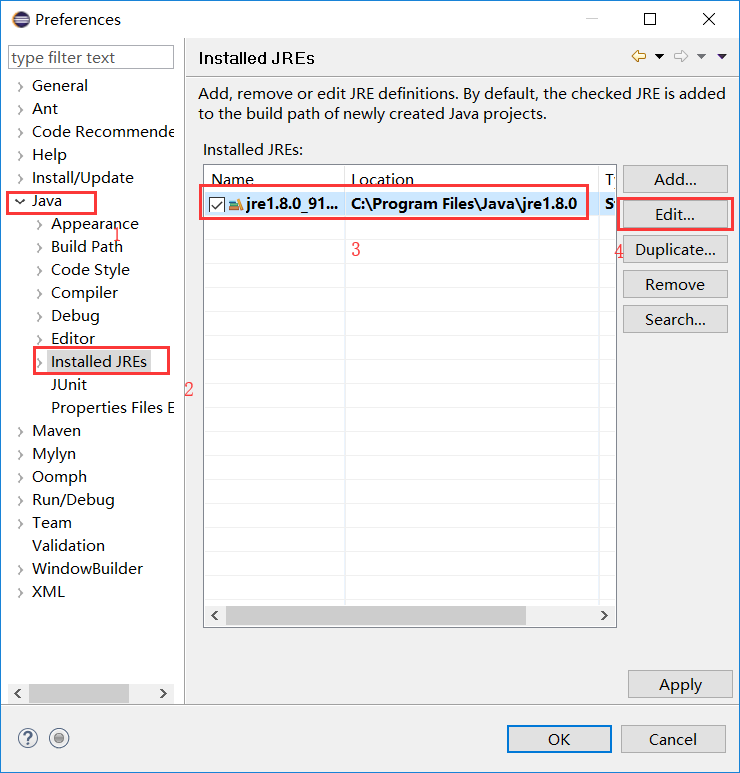 Preferences
type filter text
General
Ant
Code Recommende
Help
Install/Update
Java
Appearance
1
Build Path
Code Style
Compiler
Debug
Editor
Installed JREs
2
JUnit
Properties Files E
Maven
Mylyn
Oomph
Run/Debug
Team
Validation
WindowBuilder
XML
Installed JREs
Add, remove or edit JRE definitions. By default, the checked JRE is added
to the build path of newly created Java projects.
Installed JREs:
Name Location Ty
jre1.8.0_91... C:\Program Files\Java\jre1.8.0 St
3
Add...
Edit...
4
Duplicate...
Remove
Search...
Apply
OK Cancel